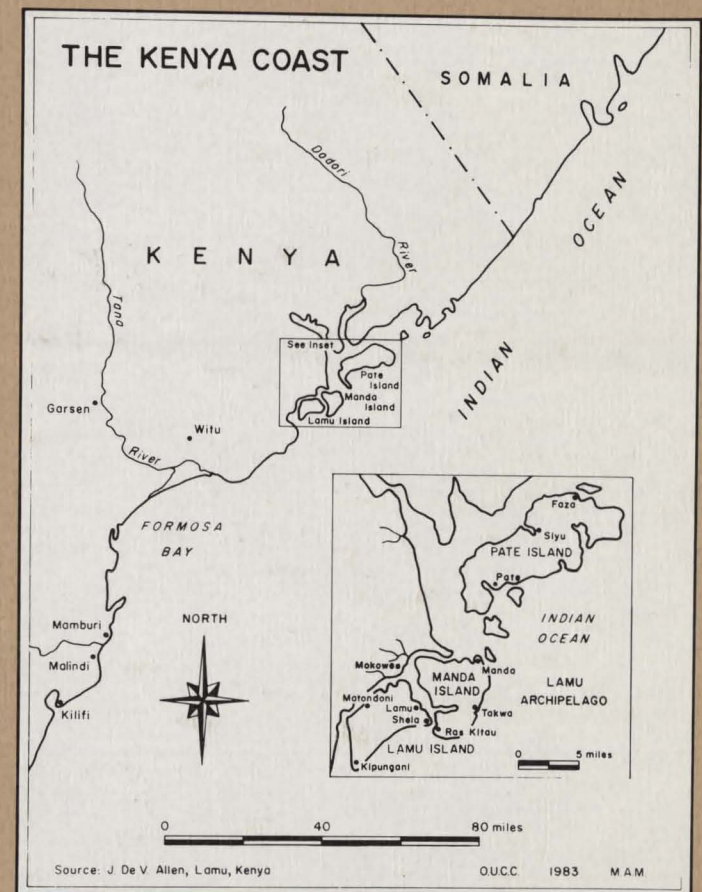 THE KENYA COAST
SOMALIA
Dodori
River
KENYA
INDIAN
OCEAN
Tana
River
See Inset
Pate
Island
Manda
Island
Lamu Island
Garsen
Witu
FORMOSA
BAY
Mamburi
Malindi
Kilifi
NORTH
Faza
Siyu
PATE ISLAND
Pate
INDIAN
OCEAN
Mokowe
Manda
MANDA
ISLAND
LAMU
ARCHIPELAGO
Matondoni
Lamu
Shela
Takwa
Ras Kitau
LAMU ISLAND
Kipungani
0 5 miles
0 40 80 miles
Source: J. De V. Allen, Lamu, Kenya O.U.C.C. 1983 M.A.M.